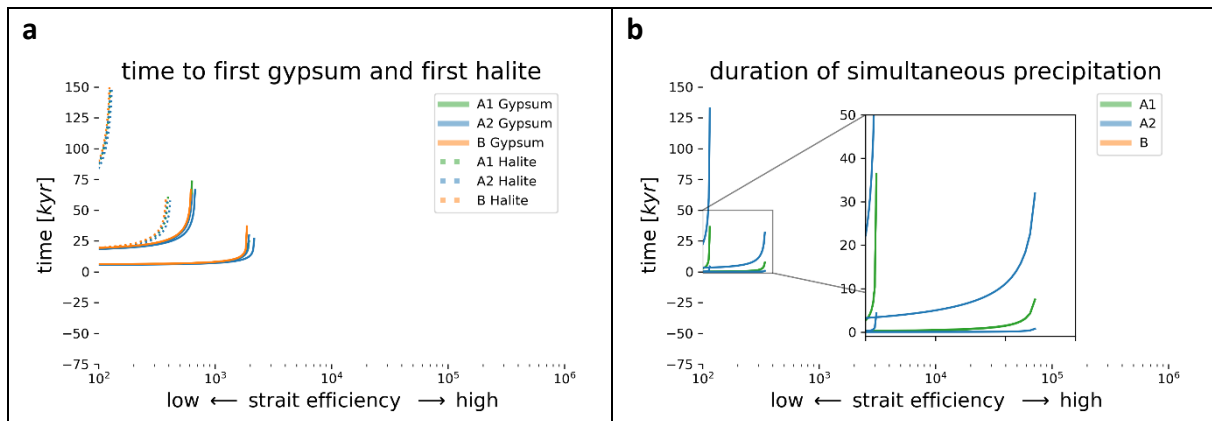 a
time to first gypsum and first halite
150
125
100
75
50
25
0
−25
−50
−75
time [kyr]
A1 Gypsum
A2 Gypsum
B Gypsum
A1 Halite
A2 Halite
B Halite
10²
10³
10⁴
10⁵
10⁶
low ⟵ strait efficiency ⟶ high
b
duration of simultaneous precipitation
150
125
100
75
50
25
0
−25
−50
−75
time [kyr]
50
40
30
20
10
0
A1
A2
B
10²
10³
10⁴
10⁵
10⁶
low ⟵ strait efficiency ⟶ high